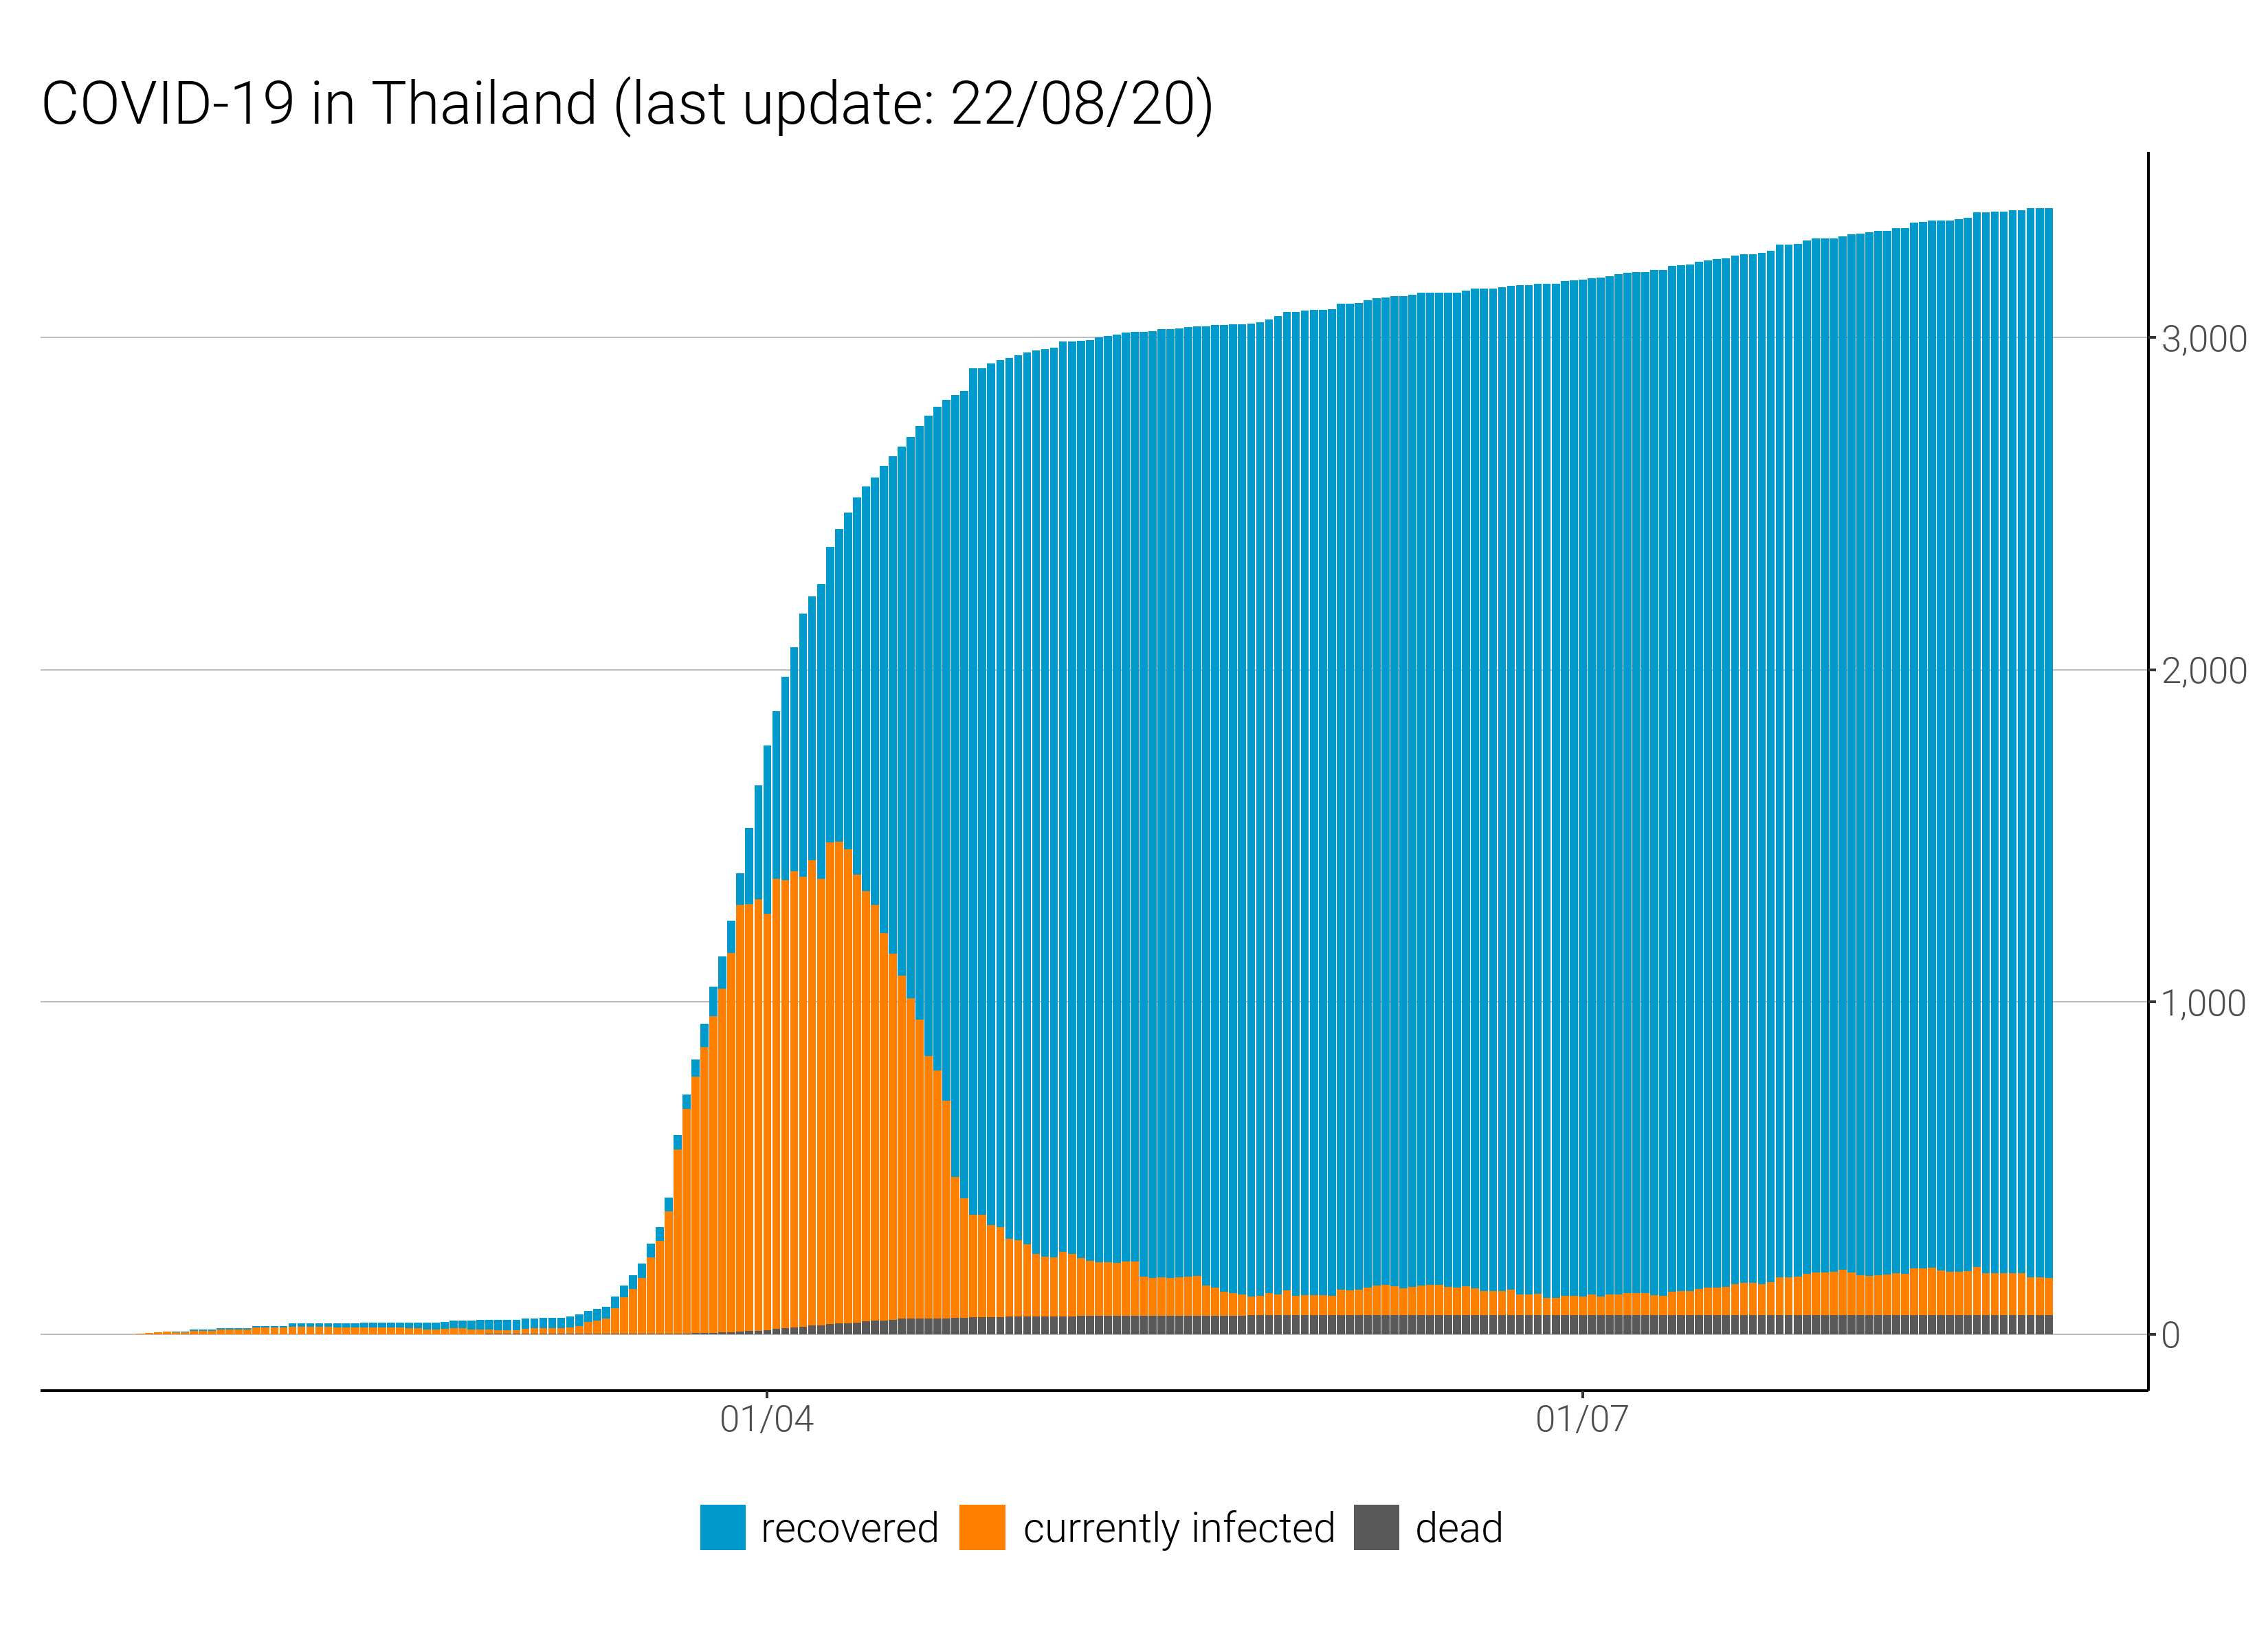 COVID-19 in Thailand (last update: 22/08/20)
3,000
2,000
1,000
0
01/04 01/07
recovered currently infected dead